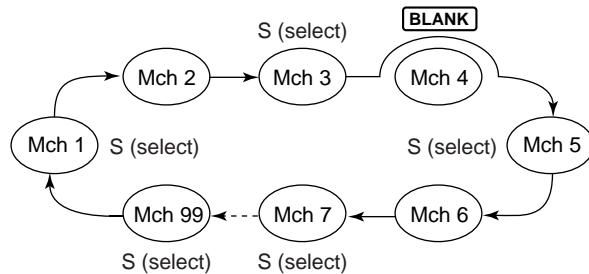 BLANK
S (select)
Mch 2
Mch 3
Mch 4
Mch 1
S (select)
S (select)
Mch 5
Mch 99
Mch 7
Mch 6
S (select)
S (select)